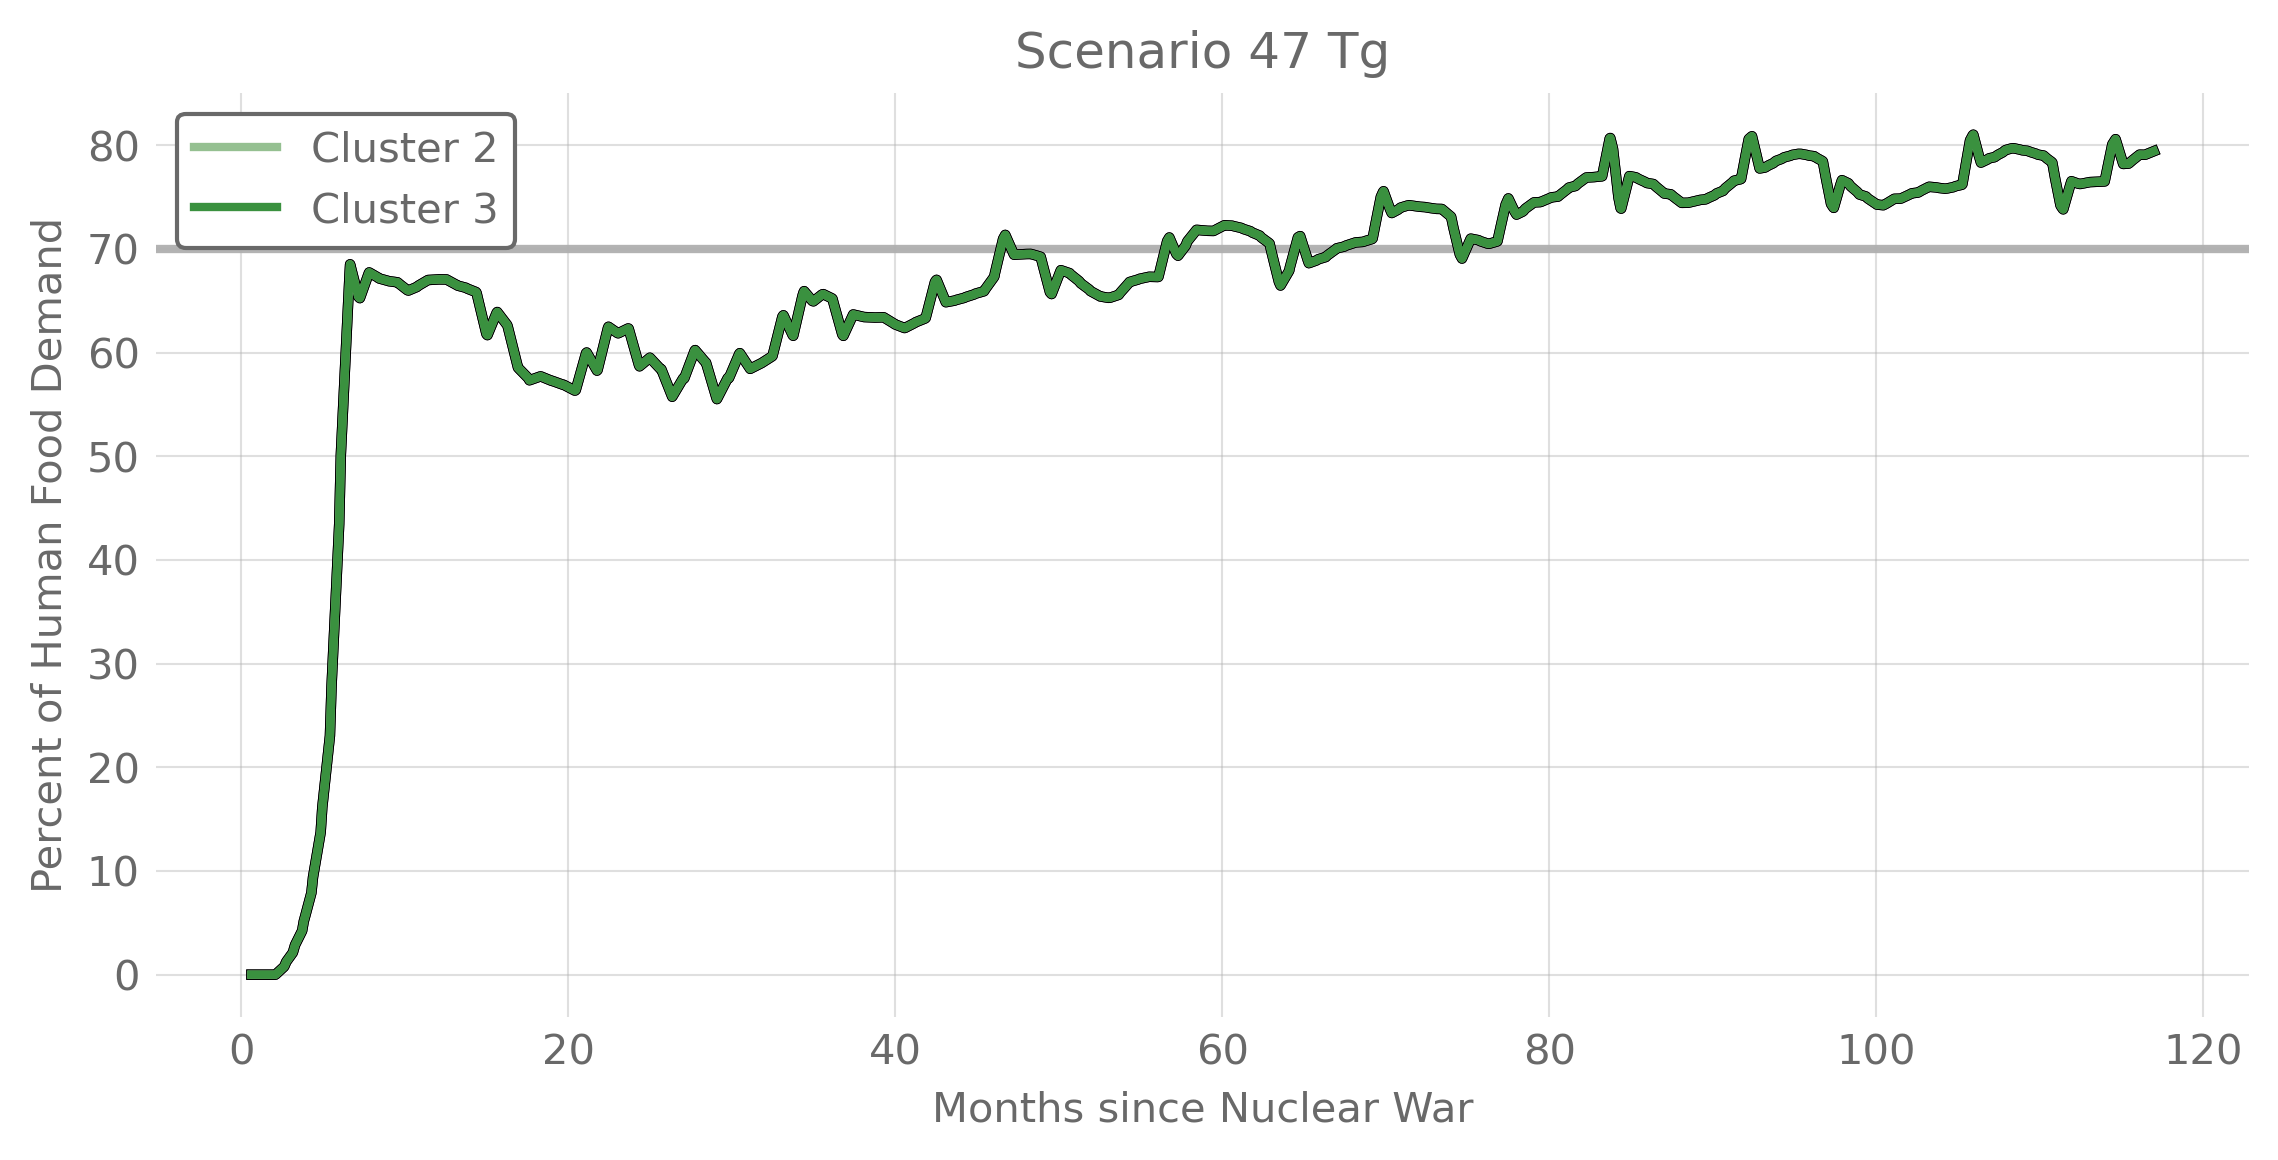 Scenario 47 Tg
Cluster 2
Cluster 3
Percent of Human Food Demand
80
70
60
50
40
30
20
10
0
0 20 40 60 80 100 120
Months since Nuclear War